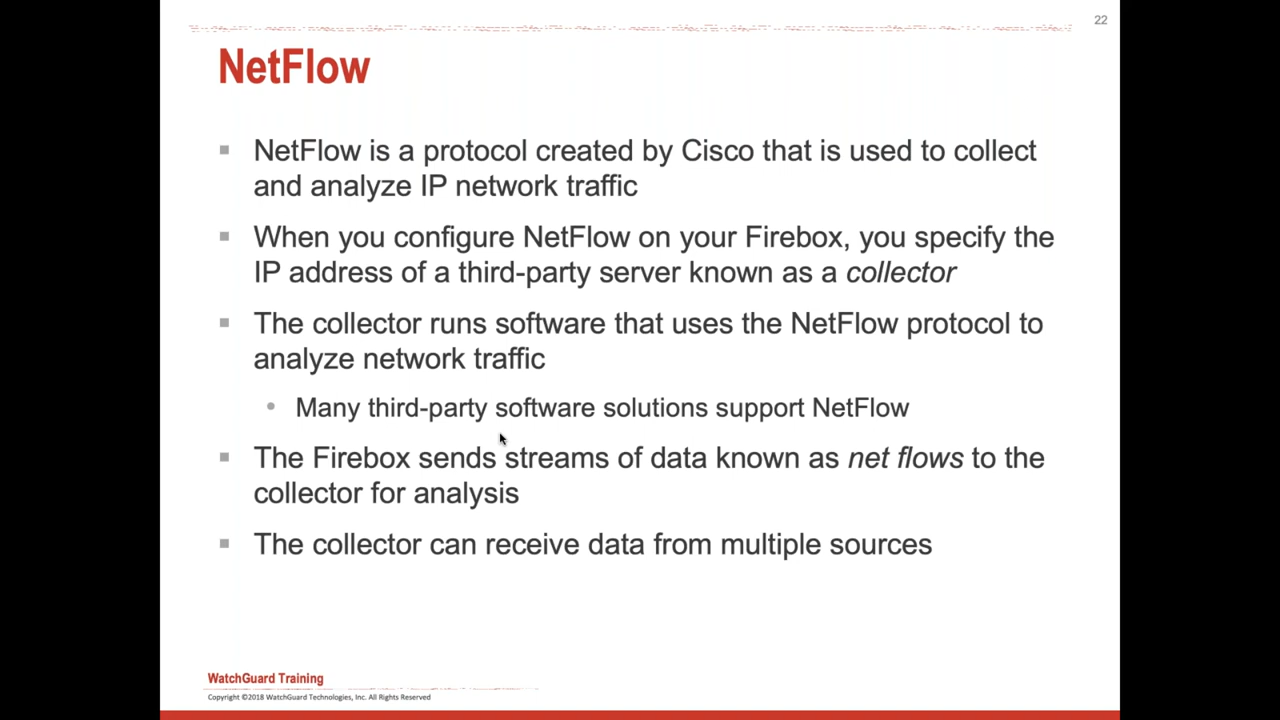 22
NetFlow
NetFlow is a protocol created by Cisco that is used to collect
and analyze IP network traffic
When you configure NetFlow on your Firebox, you specify the
IP address of a third-party server known as a collector
The collector runs software that uses the NetFlow protocol to
analyze network traffic
Many third-party software solutions support NetFlow
The Firebox sends streams of data known as net flows to the
collector for analysis
The collector can receive data from multiple sources
WatchGuard Training
Copyright ©2018 WatchGuard Technologies, Inc. All Rights Reserved